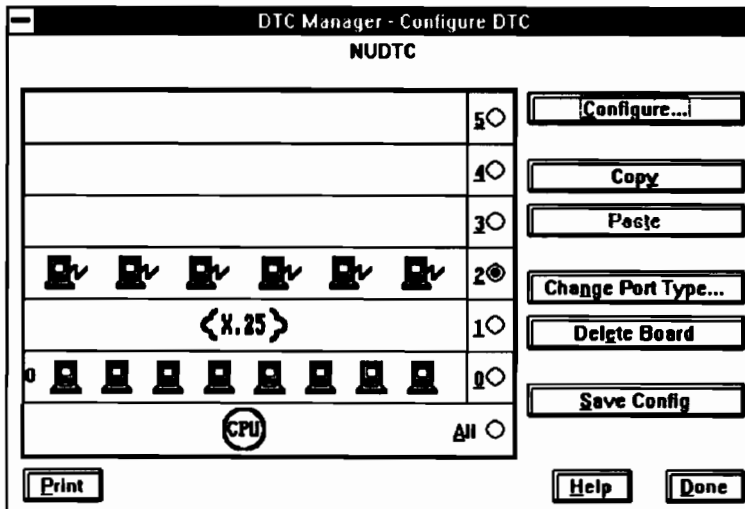 DTC Manager - Configure DTC
NUDTC
5
Configure...
4
Copy
3
Paste
2
Change Port Type...
<X.25>
1
Delete Board
0
0
Save Config
CPU
All
Print
Help
Done